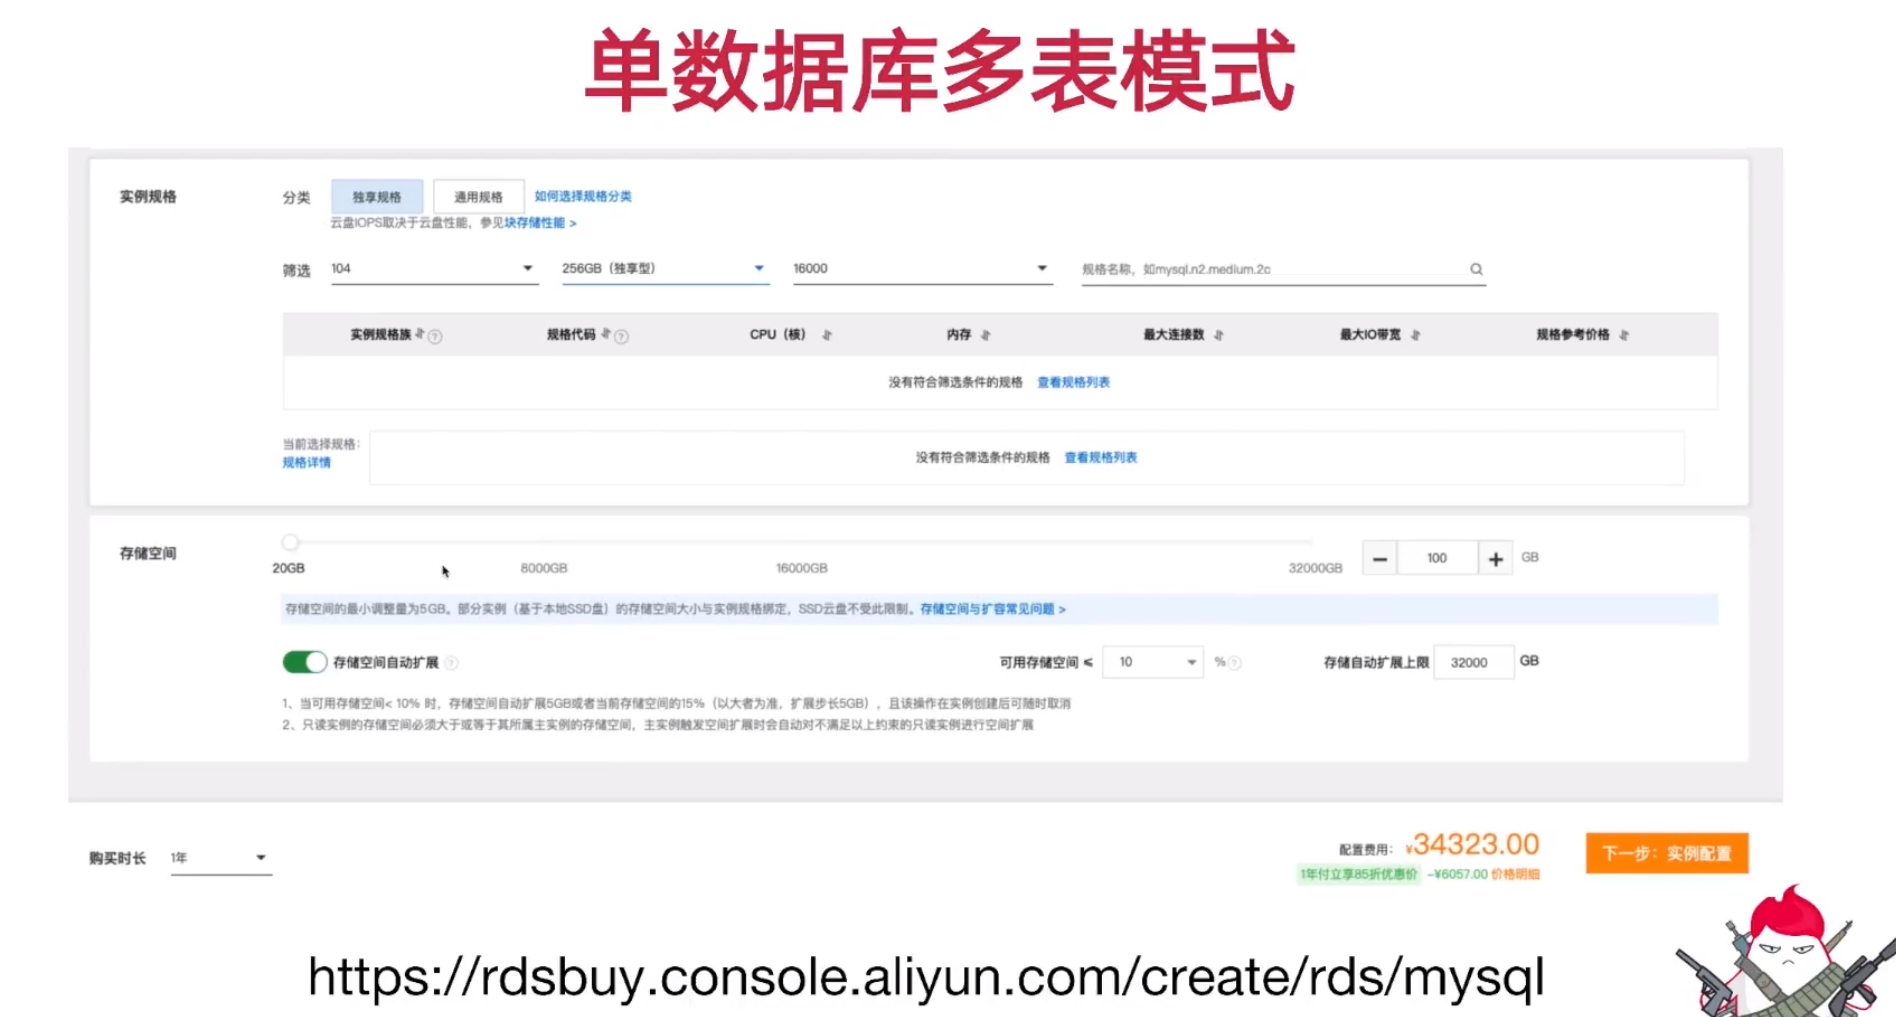 单数据库多表模式
实例规格
分类 独享规格 通用规格 如何选择规格分类
云盘IOPS取决于云盘性能，参见块存储性能 >
筛选 104 256GB（独享型） 16000 规格名称，如mysql.n2.medium.2c
实例规格族 规格代码 CPU（核） 内存 最大连接数 最大IO带宽 规格参考价格
没有符合筛选条件的规格 查看规格列表
当前选择规格：
规格详情
没有符合筛选条件的规格 查看规格列表
存储空间
20GB 8000GB 16000GB 32000GB 100 GB
存储空间的最小调整量为5GB。部分实例（基于本地SSD盘）的存储空间大小与实例规格绑定，SSD云盘不受此限制。存储空间与扩容常见问题 >
存储空间自动扩展 可用存储空间 ⩽ 10 % 存储自动扩展上限 32000 GB
1、当可用存储空间< 10% 时，存储空间自动扩展5GB或者当前存储空间的15%（以大者为准，扩展步长5GB），且该操作在实例创建后可随时取消
2、只读实例的存储空间必须大于或等于其所属主实例的存储空间，主实例触发空间扩展时会自动对不满足以上约束的只读实例进行空间扩展
购买时长 1年
配置费用：¥34323.00
1年付立享85折优惠价 -¥6057.00 价格明细
下一步：实例配置
https://rdsbuy.console.aliyun.com/create/rds/mysql